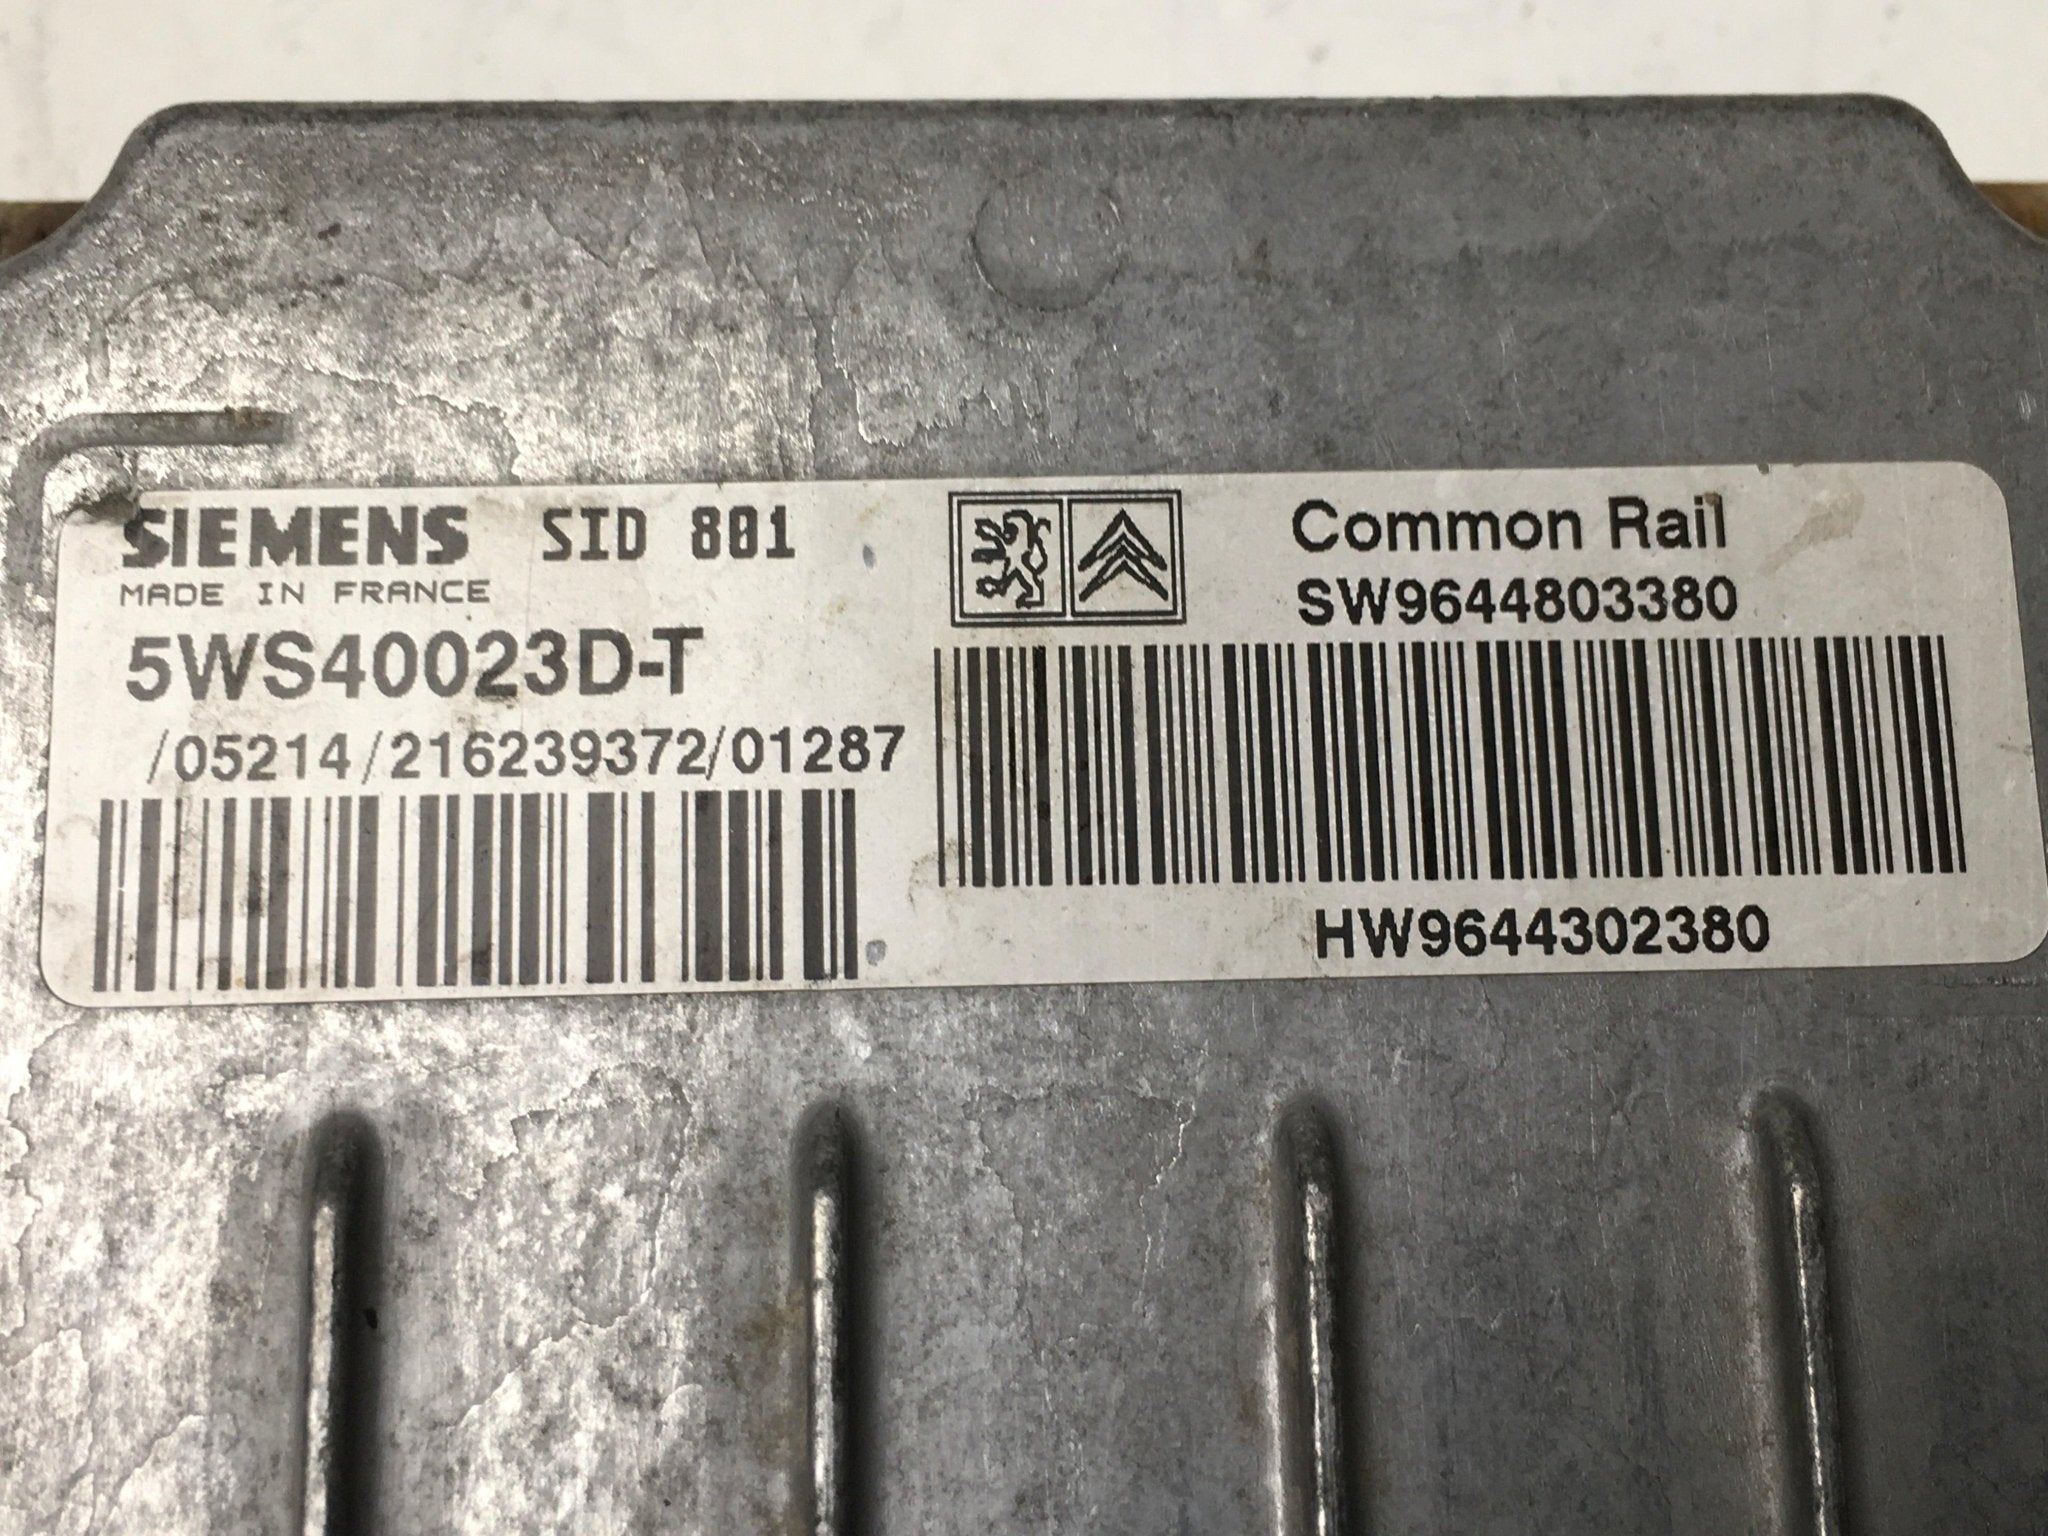 SIEMENS SID 801
MADE IN FRANCE
5WS40023D-T
/05214/216239372/01287
Common Rail
SW9644803380
HW9644302380